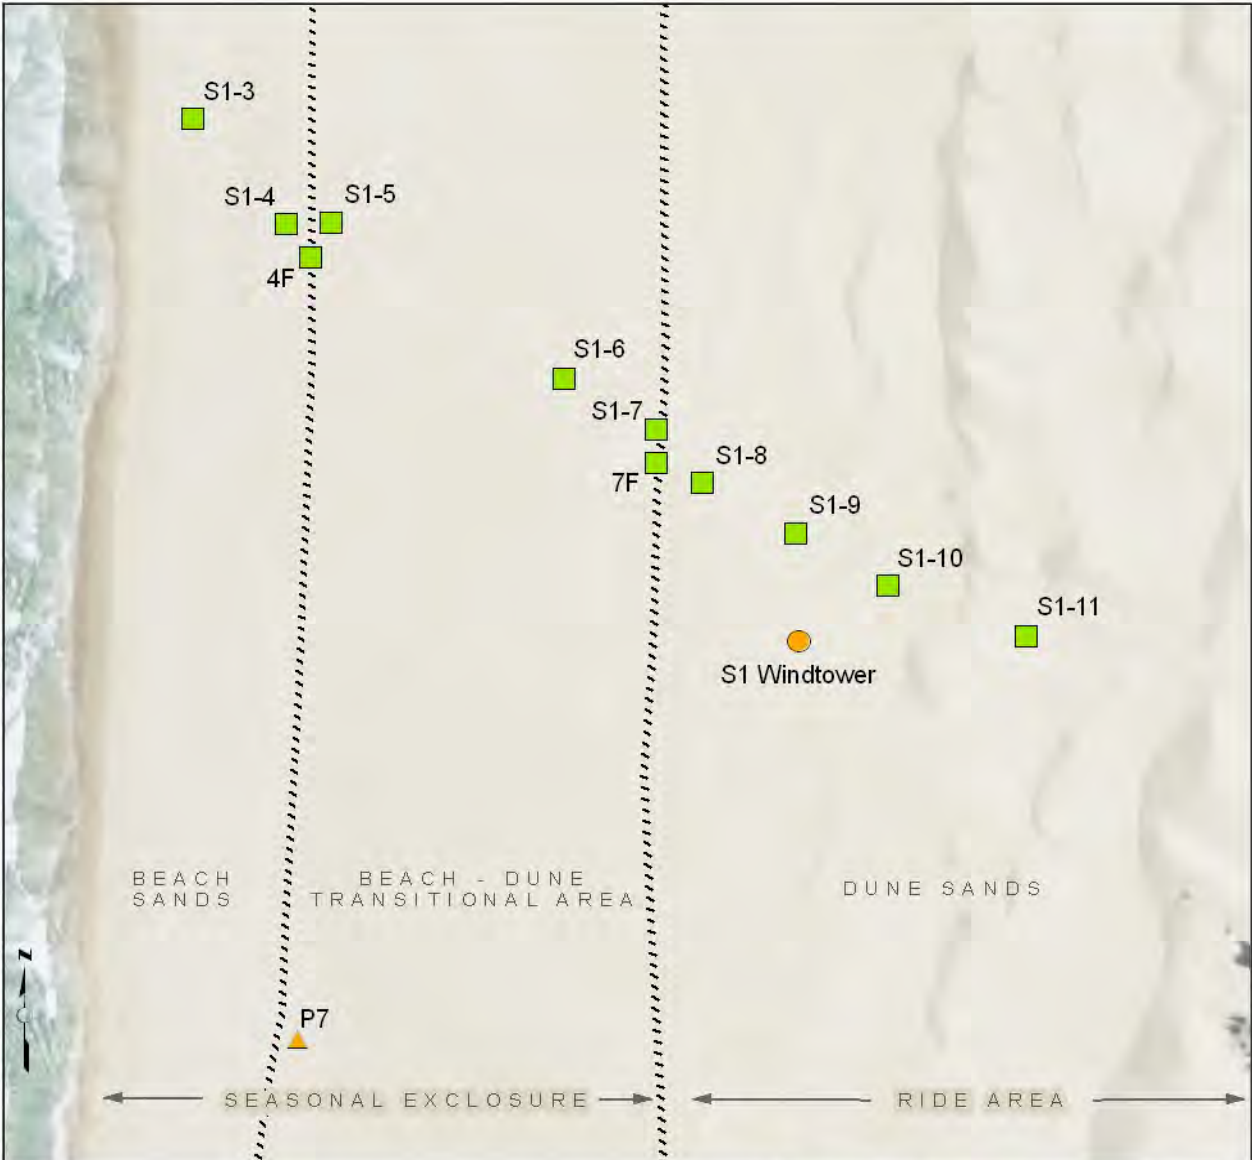 S1-3
S1-4
S1-5
4F
S1-6
S1-7
7F
S1-8
S1-9
S1-10
S1-11
S1 Windtower
BEACH
SANDS
BEACH - DUNE
TRANSITIONAL AREA
DUNE SANDS
N
P7
SEASONAL EXCLOSURE
RIDE AREA